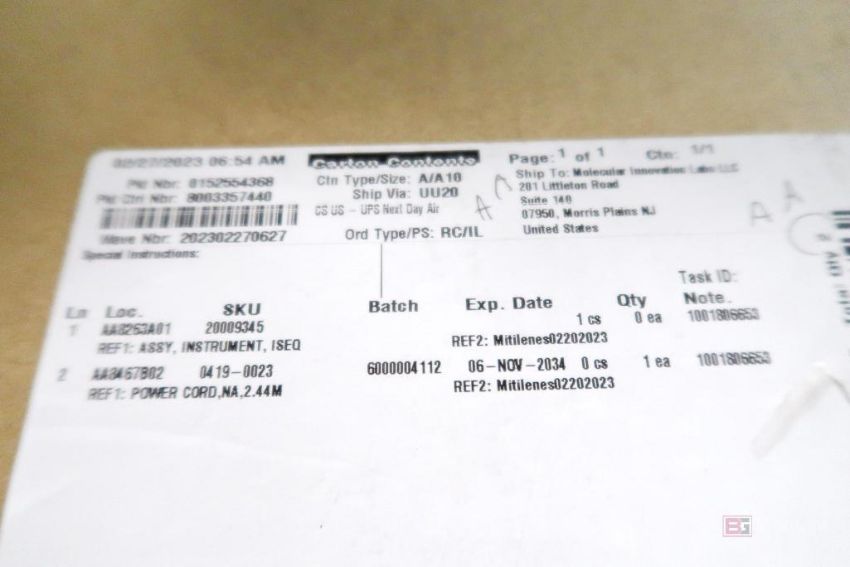 02/27/2023 06:54 AM
Pkt Nbr: 0152554368
Pkt Ctn Nbr: 8003357440
Wave Nbr: 202302270627
Special Instructions:
Carton Contents
Ctn Type/Size: A/A10
Ship Via: UU20
CS US - UPS Next Day Air
Ord Type/PS: RC/IL
Page: 1 of 1 Ctn: 1/1
Ship To: Molecular Innovation Labs LLC
201 Littleton Road
Suite 140
07950, Morris Plains NJ
United States
A A
A A
Task ID:
Ln Loc. SKU Batch Exp. Date Qty Note.
1 AA8263A01 20009345 1 cs 0 ea 1001806653
REF1: ASSY, INSTRUMENT, ISEQ REF2: Mitilenes02202023
2 AA3467B02 0419-0023 6000004112 06-NOV-2034 0 cs 1 ea 1001806653
REF1: POWER CORD,NA,2.44M REF2: Mitilenes02202023
BG